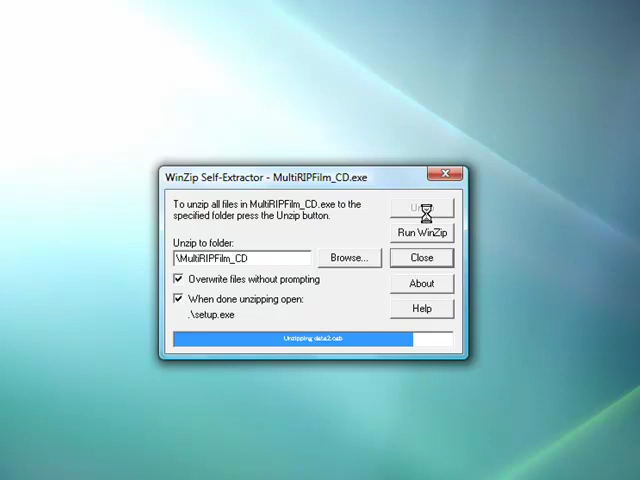 WinZip Self-Extractor - MultiRIPFilm_CD.exe
To unzip all files in MultiRIPFilm_CD.exe to the
specified folder press the Unzip button.
Run WinZip
Unzip to folder:
\MultiRIPFilm_CD
Browse...
Close
Overwrite files without prompting
About
When done unzipping open:
.\setup.exe
Help
Unzipping data2.cab